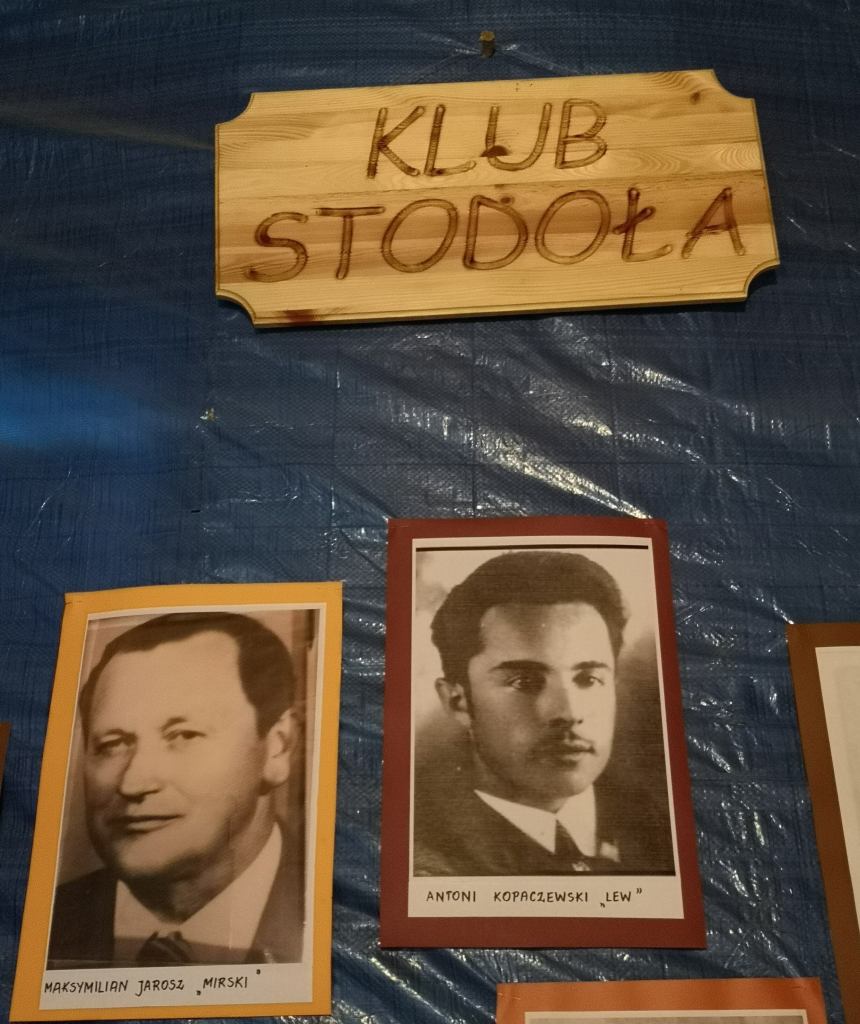 KLUB
STODOŁA
ANTONI KOPACZEWSKI „LEW”
MAKSYMILIAN JAROSZ „MIRSKI”